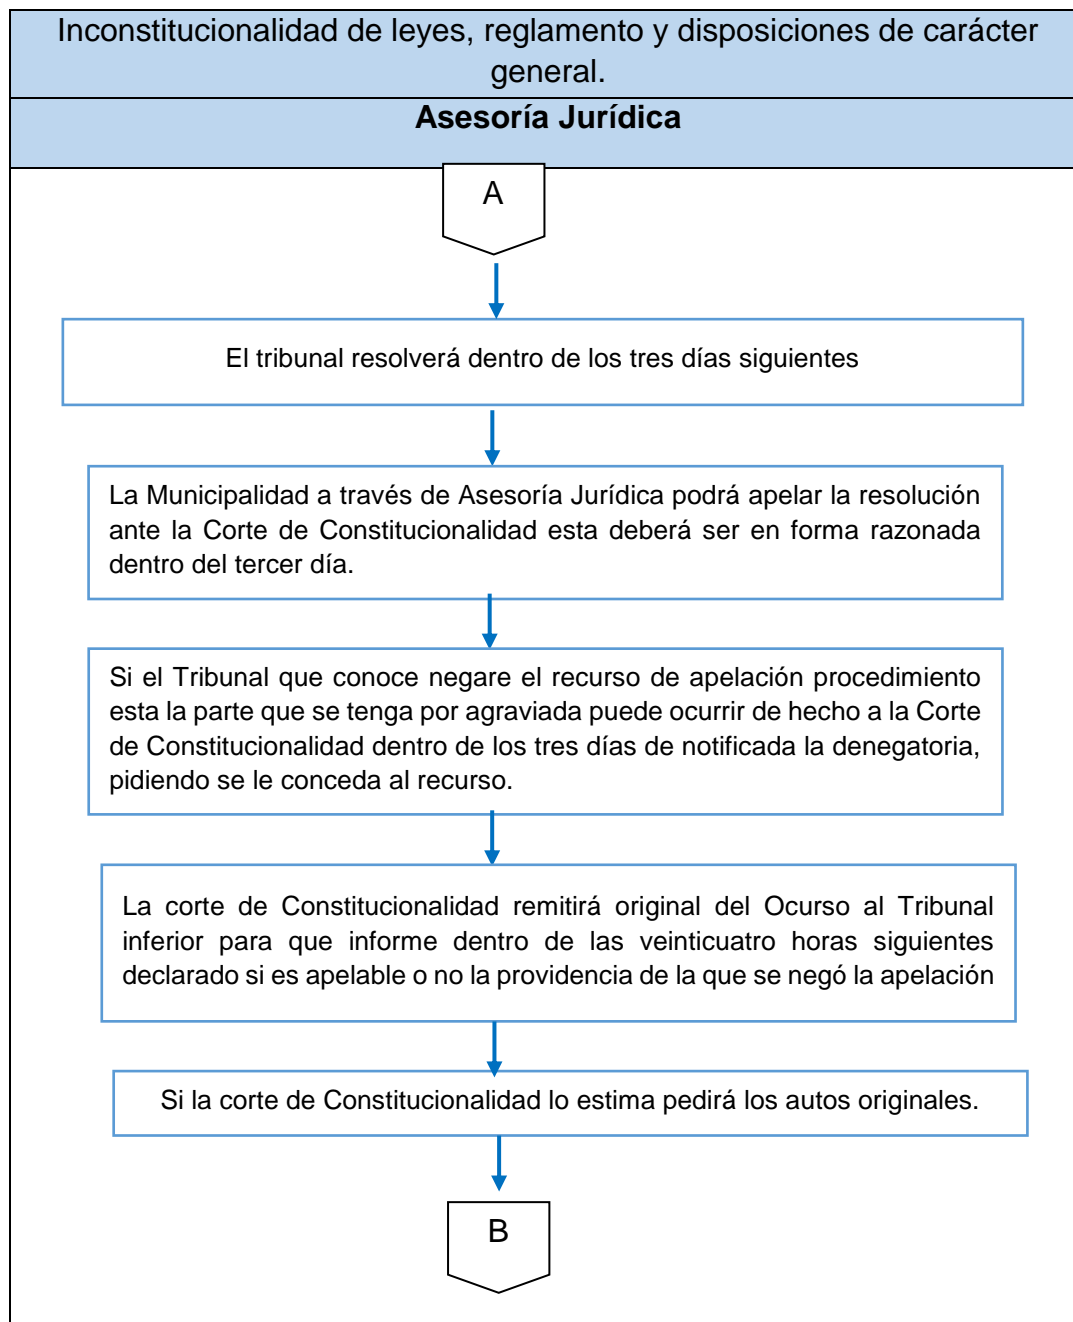 Inconstitucionalidad de leyes, reglamento y disposiciones de carácter
general.
Asesoría Jurídica
A
El tribunal resolverá dentro de los tres días siguientes
La Municipalidad a través de Asesoría Jurídica podrá apelar la resolución
ante la Corte de Constitucionalidad esta deberá ser en forma razonada
dentro del tercer día.
Si el Tribunal que conoce negare el recurso de apelación procedimiento
esta la parte que se tenga por agraviada puede ocurrir de hecho a la Corte
de Constitucionalidad dentro de los tres días de notificada la denegatoria,
pidiendo se le conceda al recurso.
La corte de Constitucionalidad remitirá original del Ocurso al Tribunal
inferior para que informe dentro de las veinticuatro horas siguientes
declarado si es apelable o no la providencia de la que se negó la apelación
Si la corte de Constitucionalidad lo estima pedirá los autos originales.
B